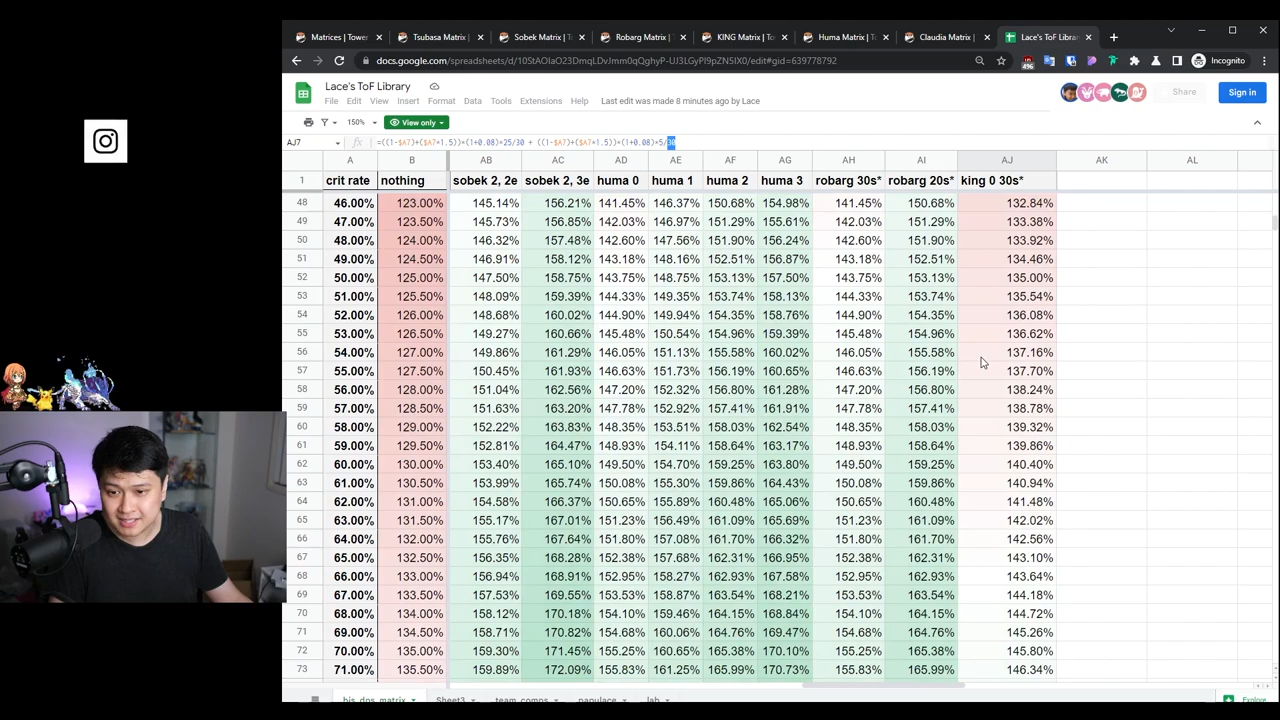 Matrices | Tower
Tsubasa Matrix |
Sobek Matrix | To
Robarg Matrix | T
KING Matrix | To
Huma Matrix | To
Claudia Matrix |
Lace's ToF Library
docs.google.com/spreadsheets/d/10StAOIaO23DmqLDvJmm0qQghyP-UJ3LGyPI9pZN5IX0/edit#gid=639778792
496
Incognito
Lace's ToF Library
File Edit View Insert Format Data Tools Extensions Help Last edit was made 8 minutes ago by Lace
Share
Sign in
150%
View only
AJ7
fx
=((1-$A7)+($A7*1.5))*(1+0.08)*25/30 + ((1-$A7)+($A7*1.5))*(1+0.08)*5/30
A B AB AC AD AE AF AG AH AI AJ AK AL
1 crit rate nothing sobek 2, 2e sobek 2, 3e huma 0 huma 1 huma 2 huma 3 robarg 30s* robarg 20s* king 0 30s*
48 46.00% 123.00% 145.14% 156.21% 141.45% 146.37% 150.68% 154.98% 141.45% 150.68% 132.84%
49 47.00% 123.50% 145.73% 156.85% 142.03% 146.97% 151.29% 155.61% 142.03% 151.29% 133.38%
50 48.00% 124.00% 146.32% 157.48% 142.60% 147.56% 151.90% 156.24% 142.60% 151.90% 133.92%
51 49.00% 124.50% 146.91% 158.12% 143.18% 148.16% 152.51% 156.87% 143.18% 152.51% 134.46%
52 50.00% 125.00% 147.50% 158.75% 143.75% 148.75% 153.13% 157.50% 143.75% 153.13% 135.00%
53 51.00% 125.50% 148.09% 159.39% 144.33% 149.35% 153.74% 158.13% 144.33% 153.74% 135.54%
54 52.00% 126.00% 148.68% 160.02% 144.90% 149.94% 154.35% 158.76% 144.90% 154.35% 136.08%
55 53.00% 126.50% 149.27% 160.66% 145.48% 150.54% 154.96% 159.39% 145.48% 154.96% 136.62%
56 54.00% 127.00% 149.86% 161.29% 146.05% 151.13% 155.58% 160.02% 146.05% 155.58% 137.16%
57 55.00% 127.50% 150.45% 161.93% 146.63% 151.73% 156.19% 160.65% 146.63% 156.19% 137.70%
58 56.00% 128.00% 151.04% 162.56% 147.20% 152.32% 156.80% 161.28% 147.20% 156.80% 138.24%
59 57.00% 128.50% 151.63% 163.20% 147.78% 152.92% 157.41% 161.91% 147.78% 157.41% 138.78%
60 58.00% 129.00% 152.22% 163.83% 148.35% 153.51% 158.03% 162.54% 148.35% 158.03% 139.32%
61 59.00% 129.50% 152.81% 164.47% 148.93% 154.11% 158.64% 163.17% 148.93% 158.64% 139.86%
62 60.00% 130.00% 153.40% 165.10% 149.50% 154.70% 159.25% 163.80% 149.50% 159.25% 140.40%
63 61.00% 130.50% 153.99% 165.74% 150.08% 155.30% 159.86% 164.43% 150.08% 159.86% 140.94%
64 62.00% 131.00% 154.58% 166.37% 150.65% 155.89% 160.48% 165.06% 150.65% 160.48% 141.48%
65 63.00% 131.50% 155.17% 167.01% 151.23% 156.49% 161.09% 165.69% 151.23% 161.09% 142.02%
66 64.00% 132.00% 155.76% 167.64% 151.80% 157.08% 161.70% 166.32% 151.80% 161.70% 142.56%
67 65.00% 132.50% 156.35% 168.28% 152.38% 157.68% 162.31% 166.95% 152.38% 162.31% 143.10%
68 66.00% 133.00% 156.94% 168.91% 152.95% 158.27% 162.93% 167.58% 152.95% 162.93% 143.64%
69 67.00% 133.50% 157.53% 169.55% 153.53% 158.87% 163.54% 168.21% 153.53% 163.54% 144.18%
70 68.00% 134.00% 158.12% 170.18% 154.10% 159.46% 164.15% 168.84% 154.10% 164.15% 144.72%
71 69.00% 134.50% 158.71% 170.82% 154.68% 160.06% 164.76% 169.47% 154.68% 164.76% 145.26%
72 70.00% 135.00% 159.30% 171.45% 155.25% 160.65% 165.38% 170.10% 155.25% 165.38% 145.80%
73 71.00% 135.50% 159.89% 172.09% 155.83% 161.25% 165.99% 170.73% 155.83% 165.99% 146.34%
bis_dps_matrix Sheet3 team_comps papulace lab Explore